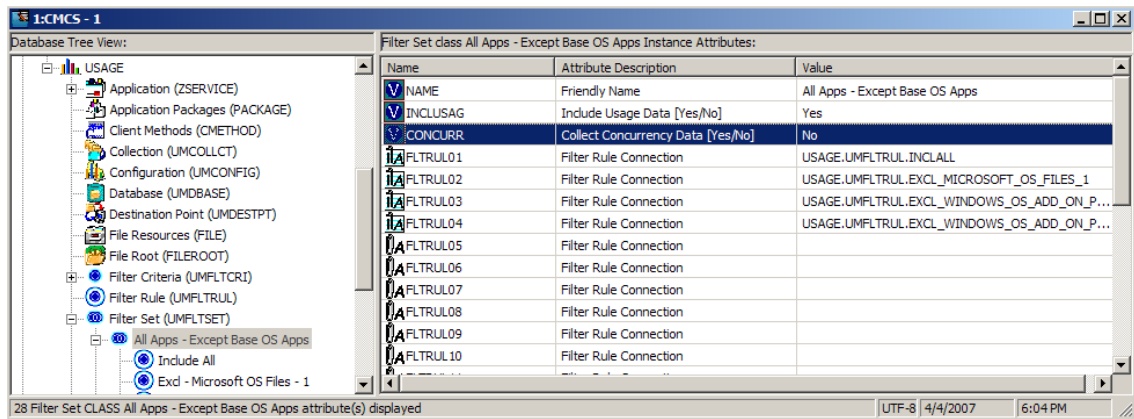 1:CMCS - 1
Database Tree View:
Filter Set class All Apps - Except Base OS Apps Instance Attributes:
USAGE
Application (ZSERVICE)
Application Packages (PACKAGE)
Client Methods (CMETHOD)
Collection (UMCOLLCT)
Configuration (UMCONFIG)
Database (UMDBASE)
Destination Point (UMDESTPT)
File Resources (FILE)
File Root (FILEROOT)
Filter Criteria (UMFLTCRI)
Filter Rule (UMFLTRUL)
Filter Set (UMFLTSET)
All Apps - Except Base OS Apps
Include All
Excl - Microsoft OS Files - 1
Name Attribute Description Value
NAME Friendly Name All Apps - Except Base OS Apps
INCLUSAG Include Usage Data [Yes/No] Yes
CONCURR Collect Concurrency Data [Yes/No] No
FLTRUL01 Filter Rule Connection USAGE.UMFLTRUL.INCLALL
FLTRUL02 Filter Rule Connection USAGE.UMFLTRUL.EXCL_MICROSOFT_OS_FILES_1
FLTRUL03 Filter Rule Connection USAGE.UMFLTRUL.EXCL_WINDOWS_OS_ADD_ON_P...
FLTRUL04 Filter Rule Connection USAGE.UMFLTRUL.EXCL_WINDOWS_OS_ADD_ON_P...
FLTRUL05 Filter Rule Connection
FLTRUL06 Filter Rule Connection
FLTRUL07 Filter Rule Connection
FLTRUL08 Filter Rule Connection
FLTRUL09 Filter Rule Connection
FLTRUL10 Filter Rule Connection
28 Filter Set CLASS All Apps - Except Base OS Apps attribute(s) displayed
UTF-8 4/4/2007 6:04 PM